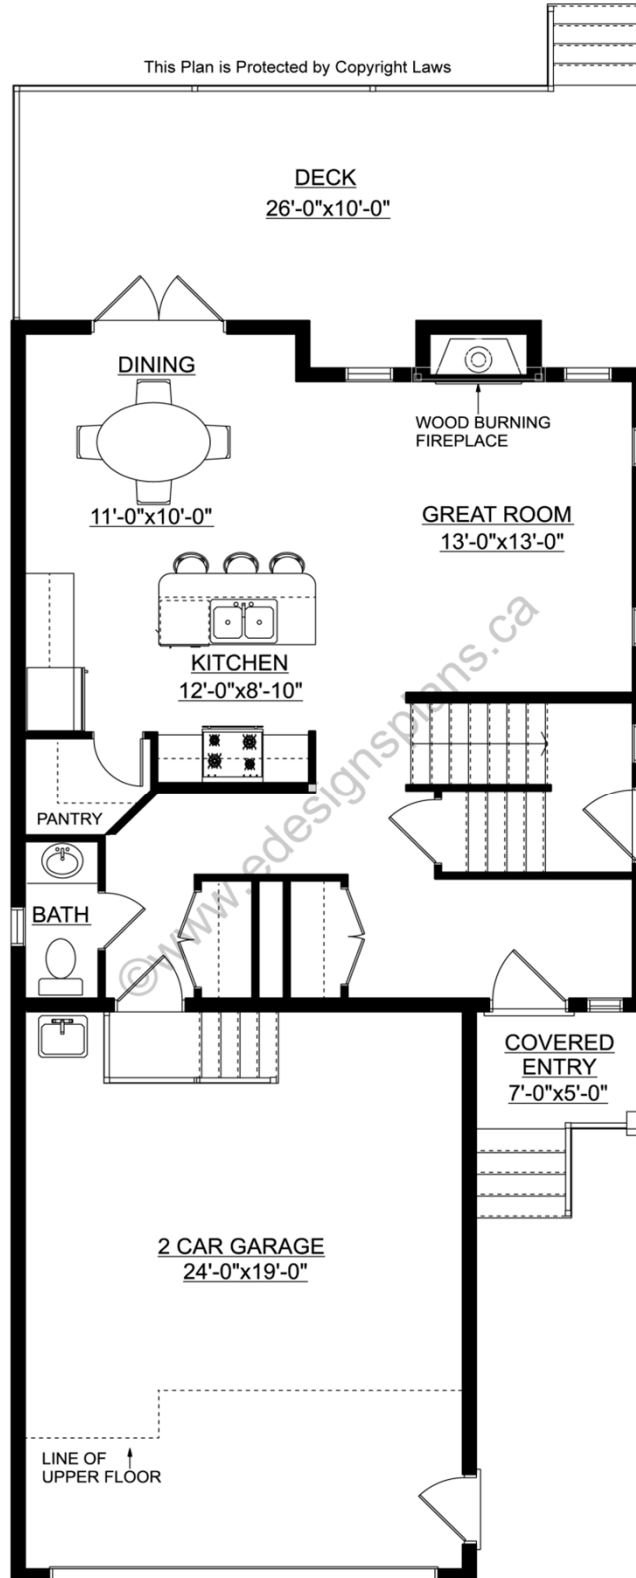 This Plan is Protected by Copyright Laws
DECK
26'-0"x10'-0"
DINING
11'-0"x10'-0"
WOOD BURNING
FIREPLACE
GREAT ROOM
13'-0"x13'-0"
KITCHEN
12'-0"x8'-10"
PANTRY
BATH
©www.edesignsplans.ca
COVERED
ENTRY
7'-0"x5'-0"
2 CAR GARAGE
24'-0"x19'-0"
LINE OF
UPPER FLOOR